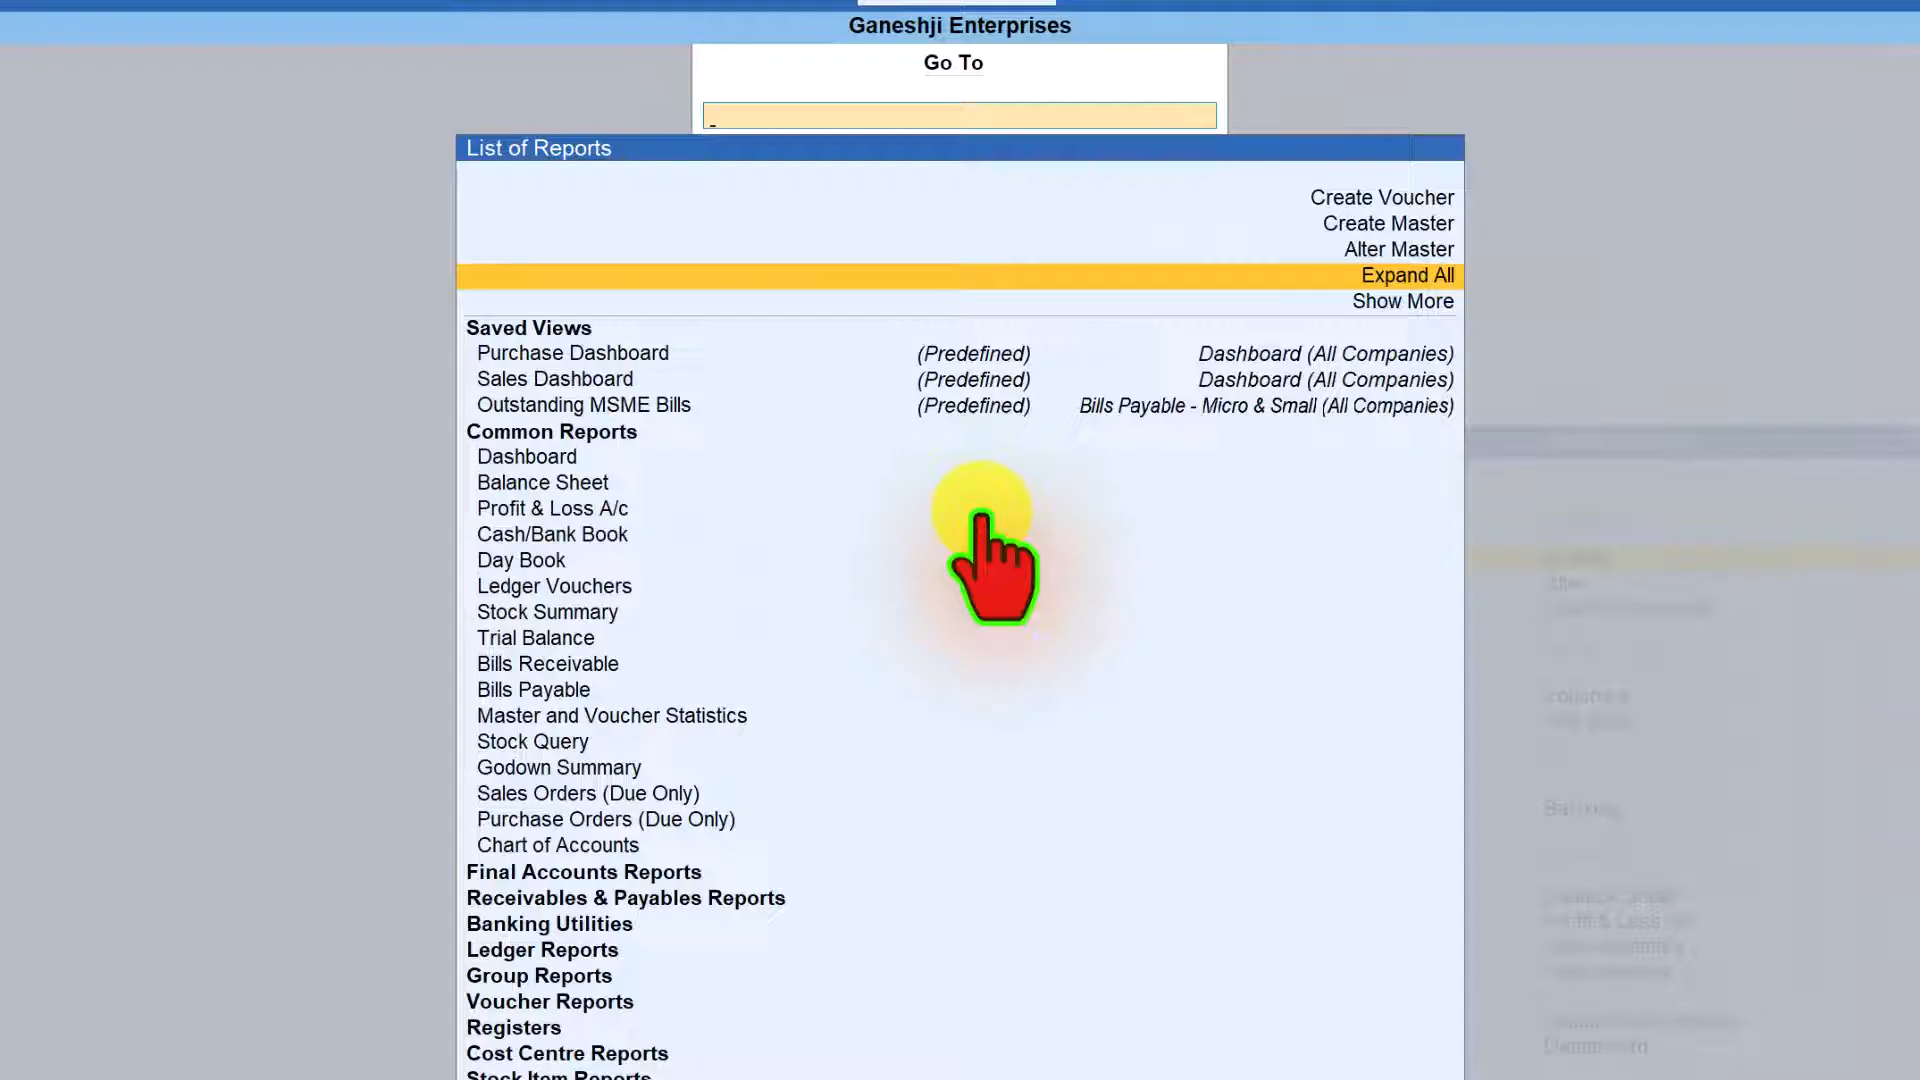 Ganeshji Enterprises
Go To
List of Reports
Create Voucher
Create Master
Alter Master
Expand All
Show More
Saved Views
Purchase Dashboard (Predefined) Dashboard (All Companies)
Sales Dashboard (Predefined) Dashboard (All Companies)
Outstanding MSME Bills (Predefined) Bills Payable - Micro & Small (All Companies)
Common Reports
Dashboard
Balance Sheet
Profit & Loss A/c
Cash/Bank Book
Day Book
Ledger Vouchers
Stock Summary
Trial Balance
Bills Receivable
Bills Payable
Master and Voucher Statistics
Stock Query
Godown Summary
Sales Orders (Due Only)
Purchase Orders (Due Only)
Chart of Accounts
Final Accounts Reports
Receivables & Payables Reports
Banking Utilities
Ledger Reports
Group Reports
Voucher Reports
Registers
Cost Centre Reports
Stock Item Reports
Banking
Dashboard